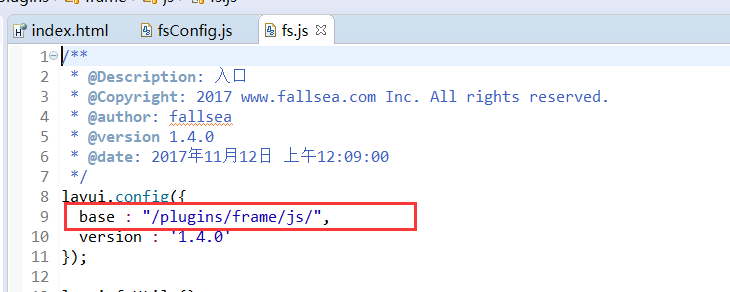 plugins frame js fs.js
index.html fsConfig.js fs.js
1 /**
2 * @Description: 入口
3 * @Copyright: 2017 www.fallsea.com Inc. All rights reserved.
4 * @author: fallsea
5 * @version 1.4.0
6 * @date: 2017年11月12日 上午12:09:00
7 */
8 layui.config({
9 base : "/plugins/frame/js/",
10 version : '1.4.0'
11 });
12